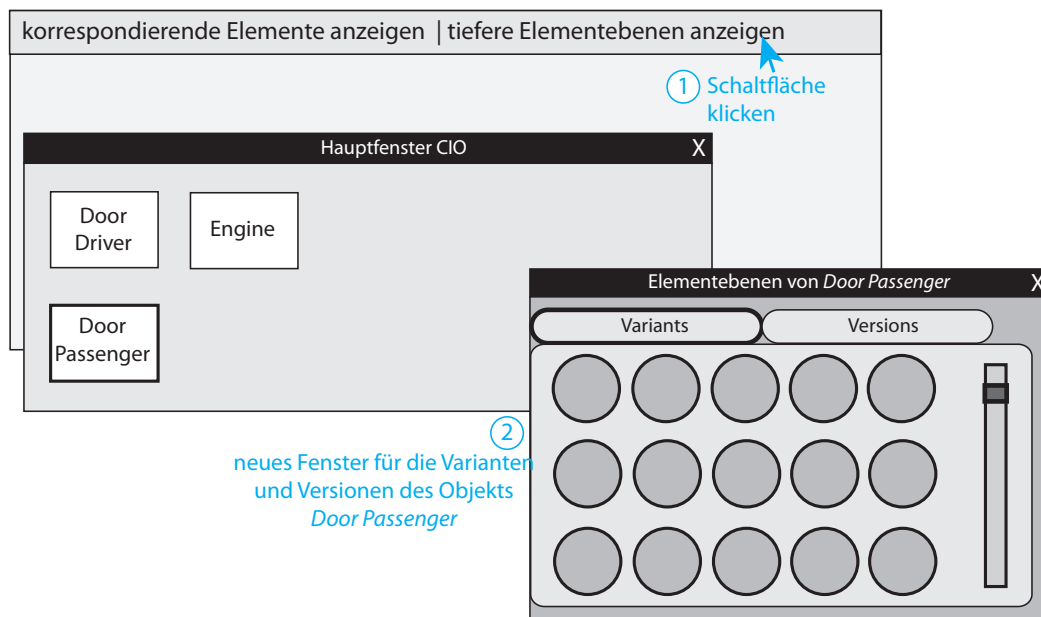 korrespondierende Elemente anzeigen | tiefere Elementebenen anzeigen
1 Schaltfläche
klicken
Hauptfenster CIO X
Door
Driver
Engine
Door
Passenger
Elementebenen von Door Passenger X
Variants Versions
2
neues Fenster für die Varianten
und Versionen des Objekts
Door Passenger